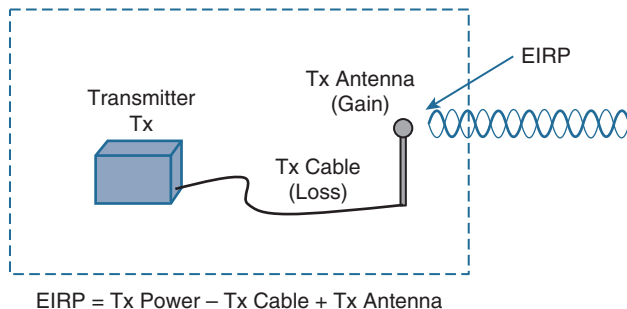 Transmitter
Tx
Tx Cable
(Loss)
Tx Antenna
(Gain)
EIRP
EIRP = Tx Power – Tx Cable + Tx Antenna